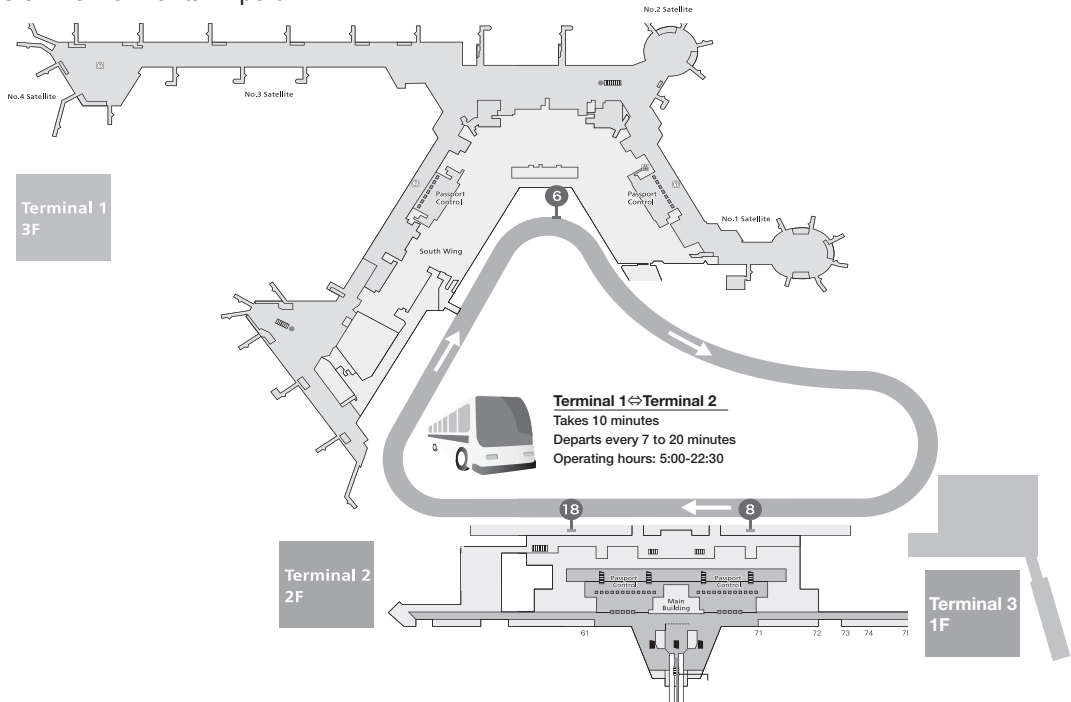 No.2 Satellite
No.4 Satellite
No.3 Satellite
Terminal 1
3F
Passport
Control
6
Passport
Control
No.1 Satellite
South Wing
Terminal 1⇔Terminal 2
Takes 10 minutes
Departs every 7 to 20 minutes
Operating hours: 5:00-22:30
18
8
Terminal 2
2F
Passport
Control
Passport
Control
Main
Building
Terminal 3
1F
61
71
72
73
74